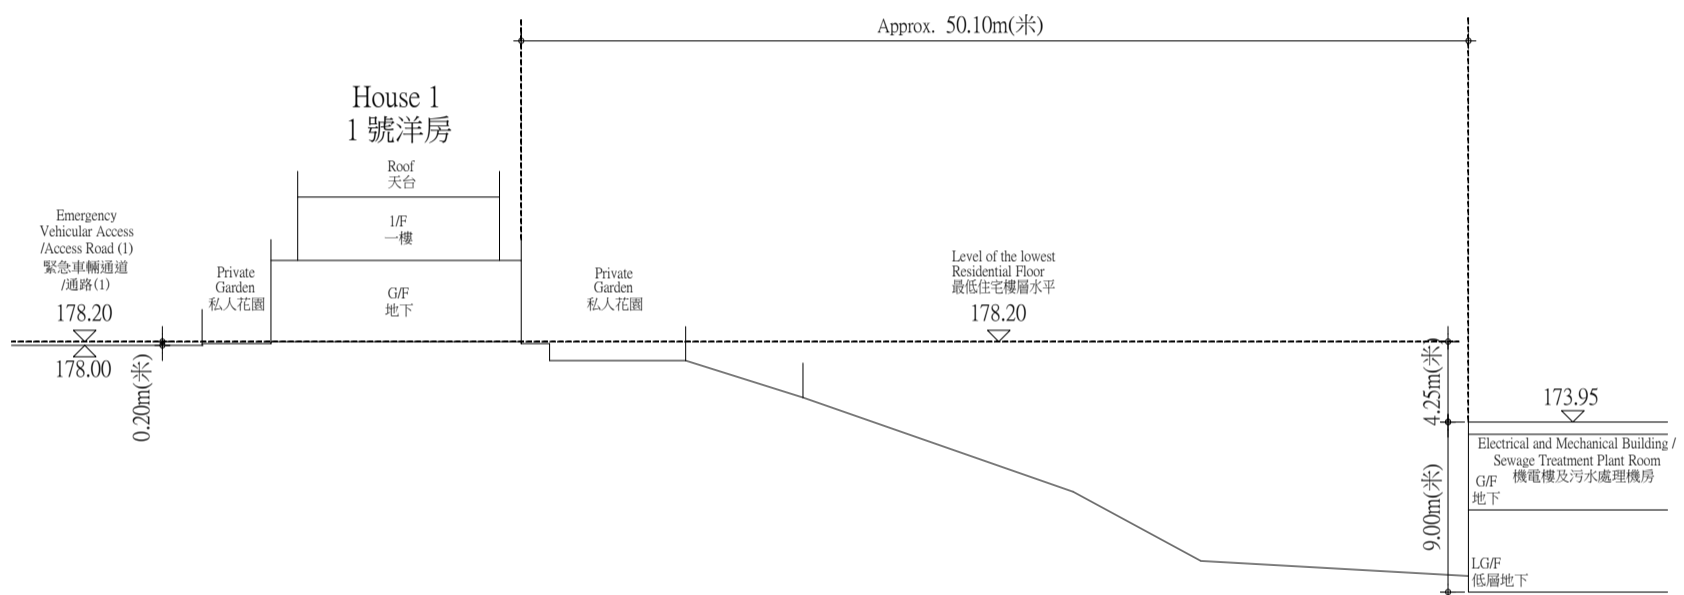 Approx. 50.10m(米)
House 1
1 號洋房
Roof
天台
1/F
一樓
G/F
地下
Emergency
Vehicular Access
/Access Road (1)
緊急車輛通道
/通路(1)
178.20
178.00
0.20m(米)
Private
Garden
私人花園
Private
Garden
私人花園
Level of the lowest
Residential Floor
最低住宅樓層水平
178.20
4.25m(米)
9.00m(米)
173.95
Electrical and Mechanical Building /
Sewage Treatment Plant Room
機電樓及污水處理機房
G/F
地下
LG/F
低層地下